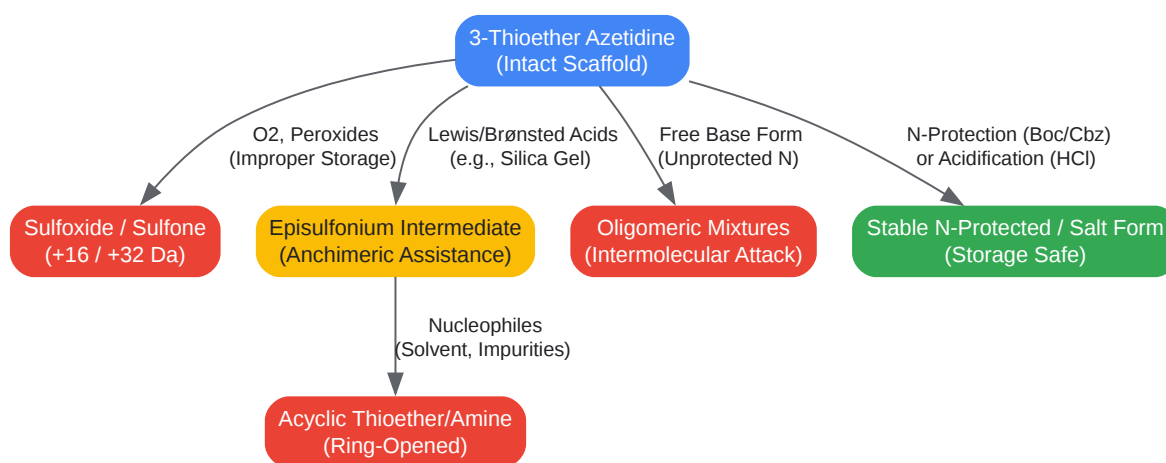 3-Thioether Azetidine
(Intact Scaffold)
O2, Peroxides
(Improper Storage)
Lewis/Brønsted Acids
(e.g., Silica Gel)
Free Base Form
(Unprotected N)
N-Protection (Boc/Cbz)
or Acidification (HCl)
Sulfoxide / Sulfone
(+16 / +32 Da)
Episulfonium Intermediate
(Anchimeric Assistance)
Oligomeric Mixtures
(Intermolecular Attack)
Stable N-Protected / Salt Form
(Storage Safe)
Nucleophiles
(Solvent, Impurities)
Acyclic Thioether/Amine
(Ring-Opened)